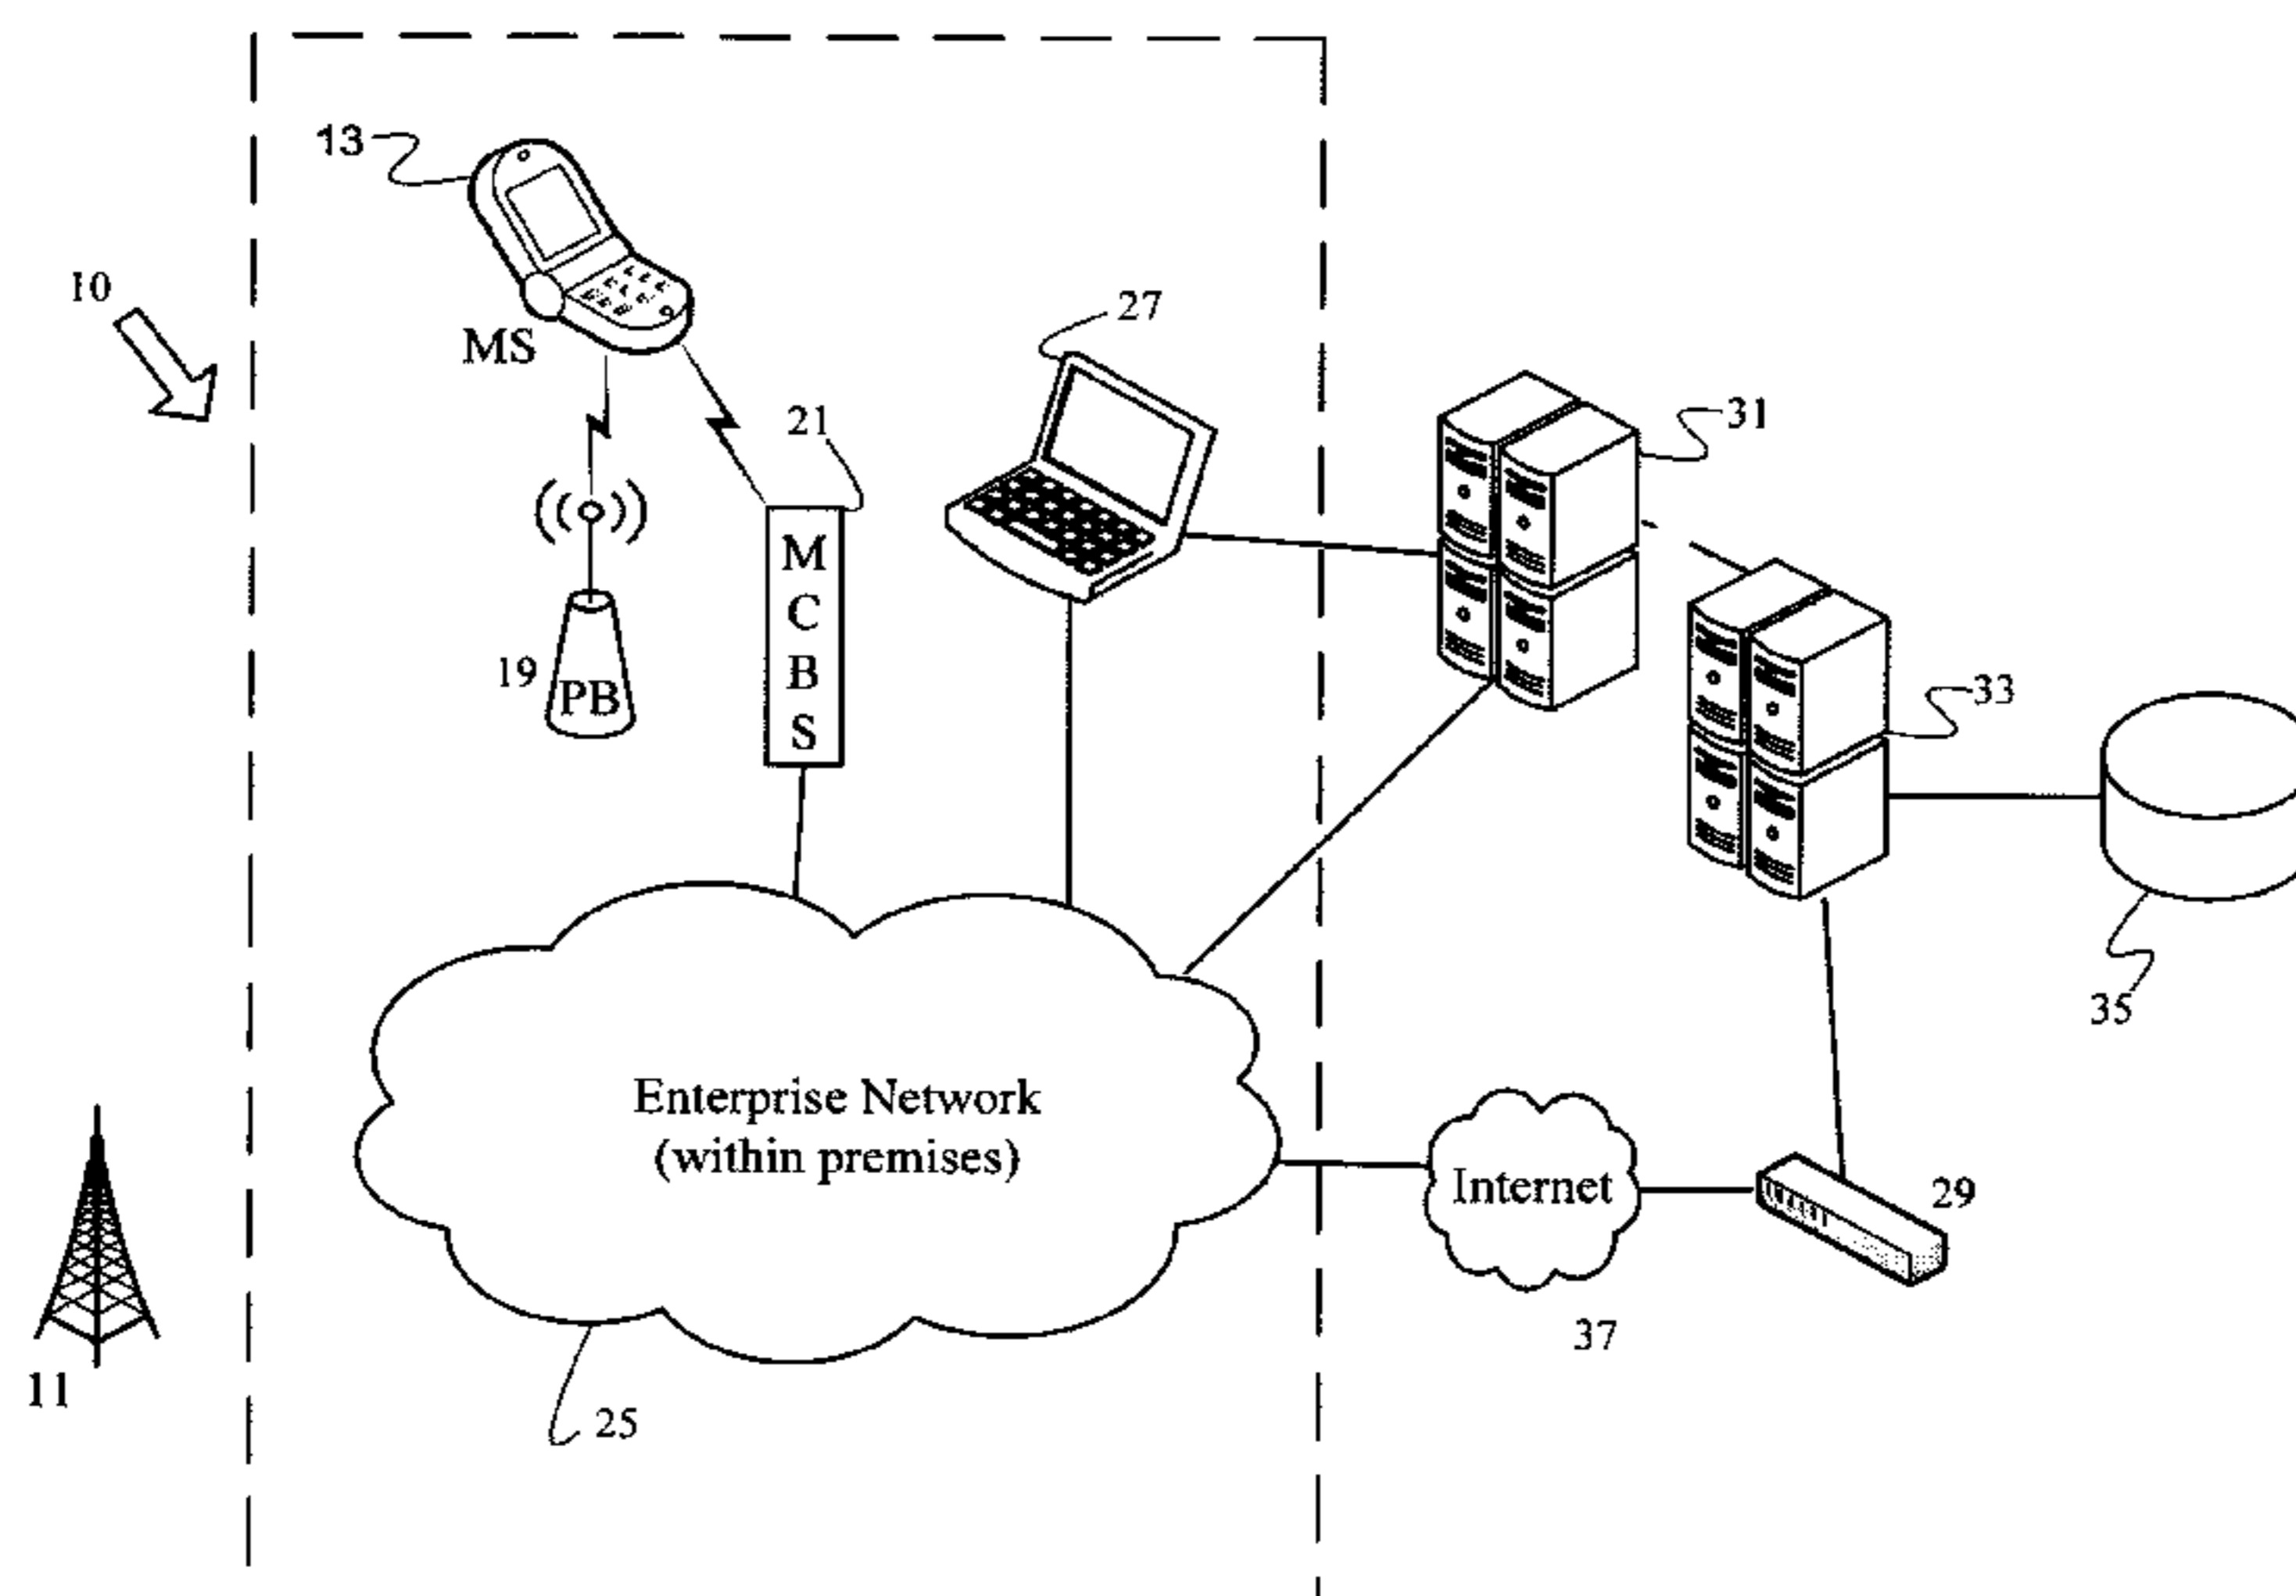 13
10
MS
27
21
31
M
C
B
S
19
PB
33
35
Enterprise Network
(within premises)
Internet
29
37
11
25